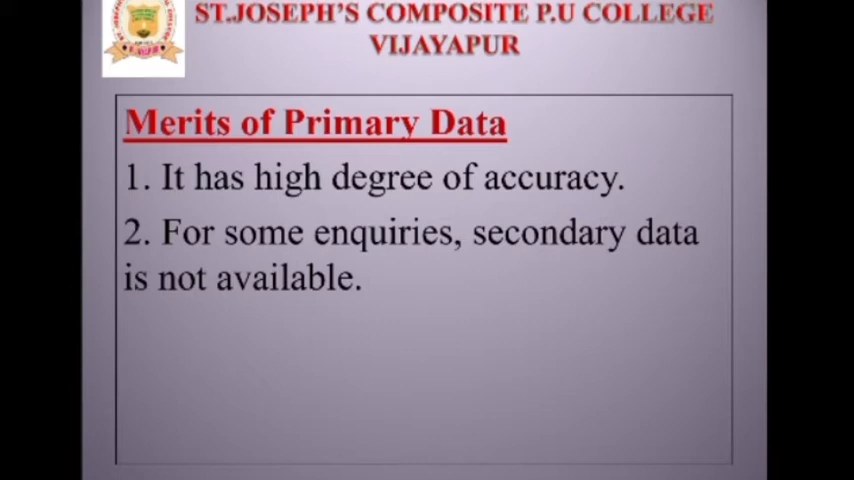 ST.JOSEPH'S COMPOSITE P.U COLLEGE
VIJAYAPUR
Merits of Primary Data
1. It has high degree of accuracy.
2. For some enquiries, secondary data
is not available.